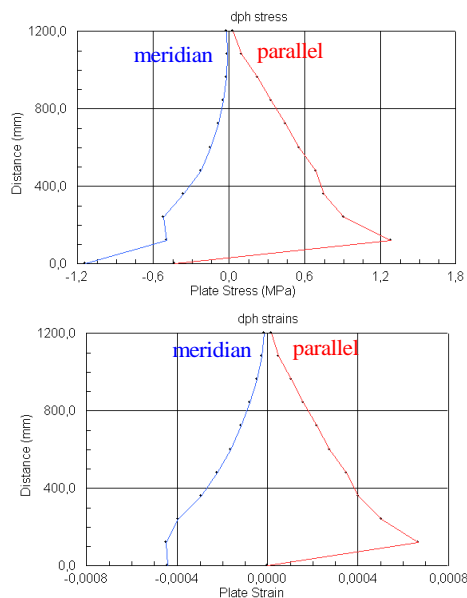 dph stress
1200,0
meridian
parallel
800,0
Distance (mm)
400,0
0,0
-1,2
-0,6
0,0
0,6
1,2
1,8
Plate Stress (MPa)
dph strains
1200,0
meridian
parallel
800,0
Distance (mm)
400,0
0,0
-0,0008
-0,0004
0,0000
0,0004
0,0008
Plate Strain